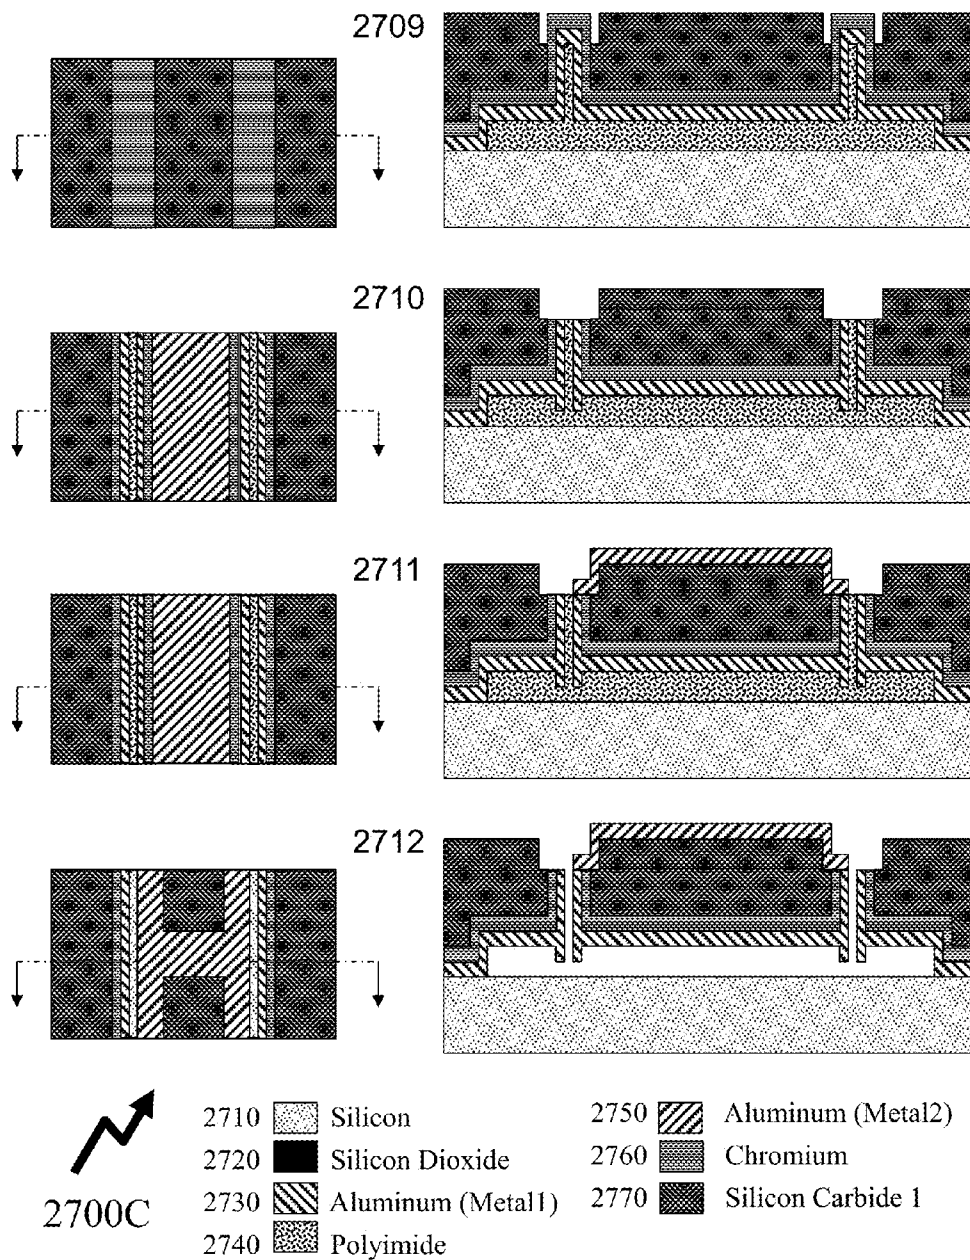 2709
2710
2711
2712
2700C
2710 Silicon
2720 Silicon Dioxide
2730 Aluminum (Metal1)
2740 Polyimide
2750 Aluminum (Metal2)
2760 Chromium
2770 Silicon Carbide 1